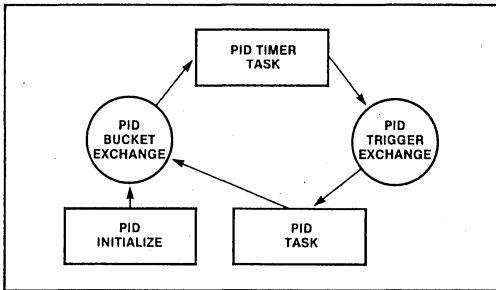 PID TIMER
TASK
PID
BUCKET
EXCHANGE
PID
TRIGGER
EXCHANGE
PID
INITIALIZE
PID
TASK